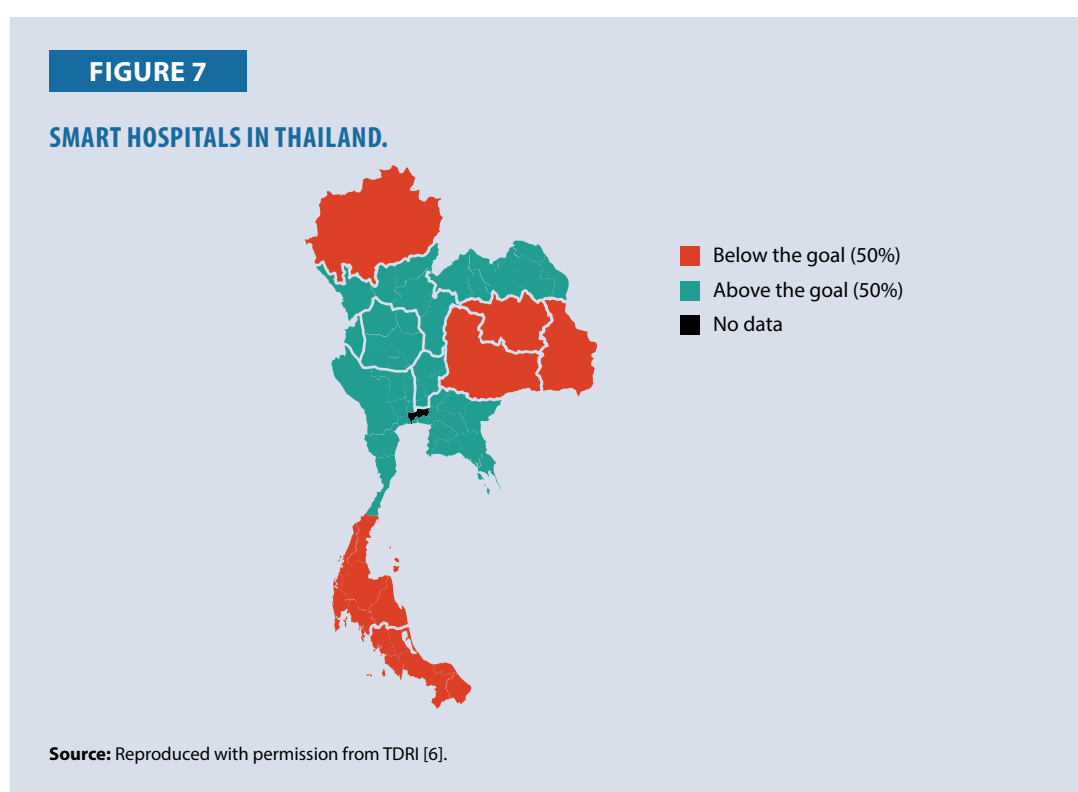 FIGURE 7
SMART HOSPITALS IN THAILAND.
Below the goal (50%)
Above the goal (50%)
No data
Source: Reproduced with permission from TDRI [6].